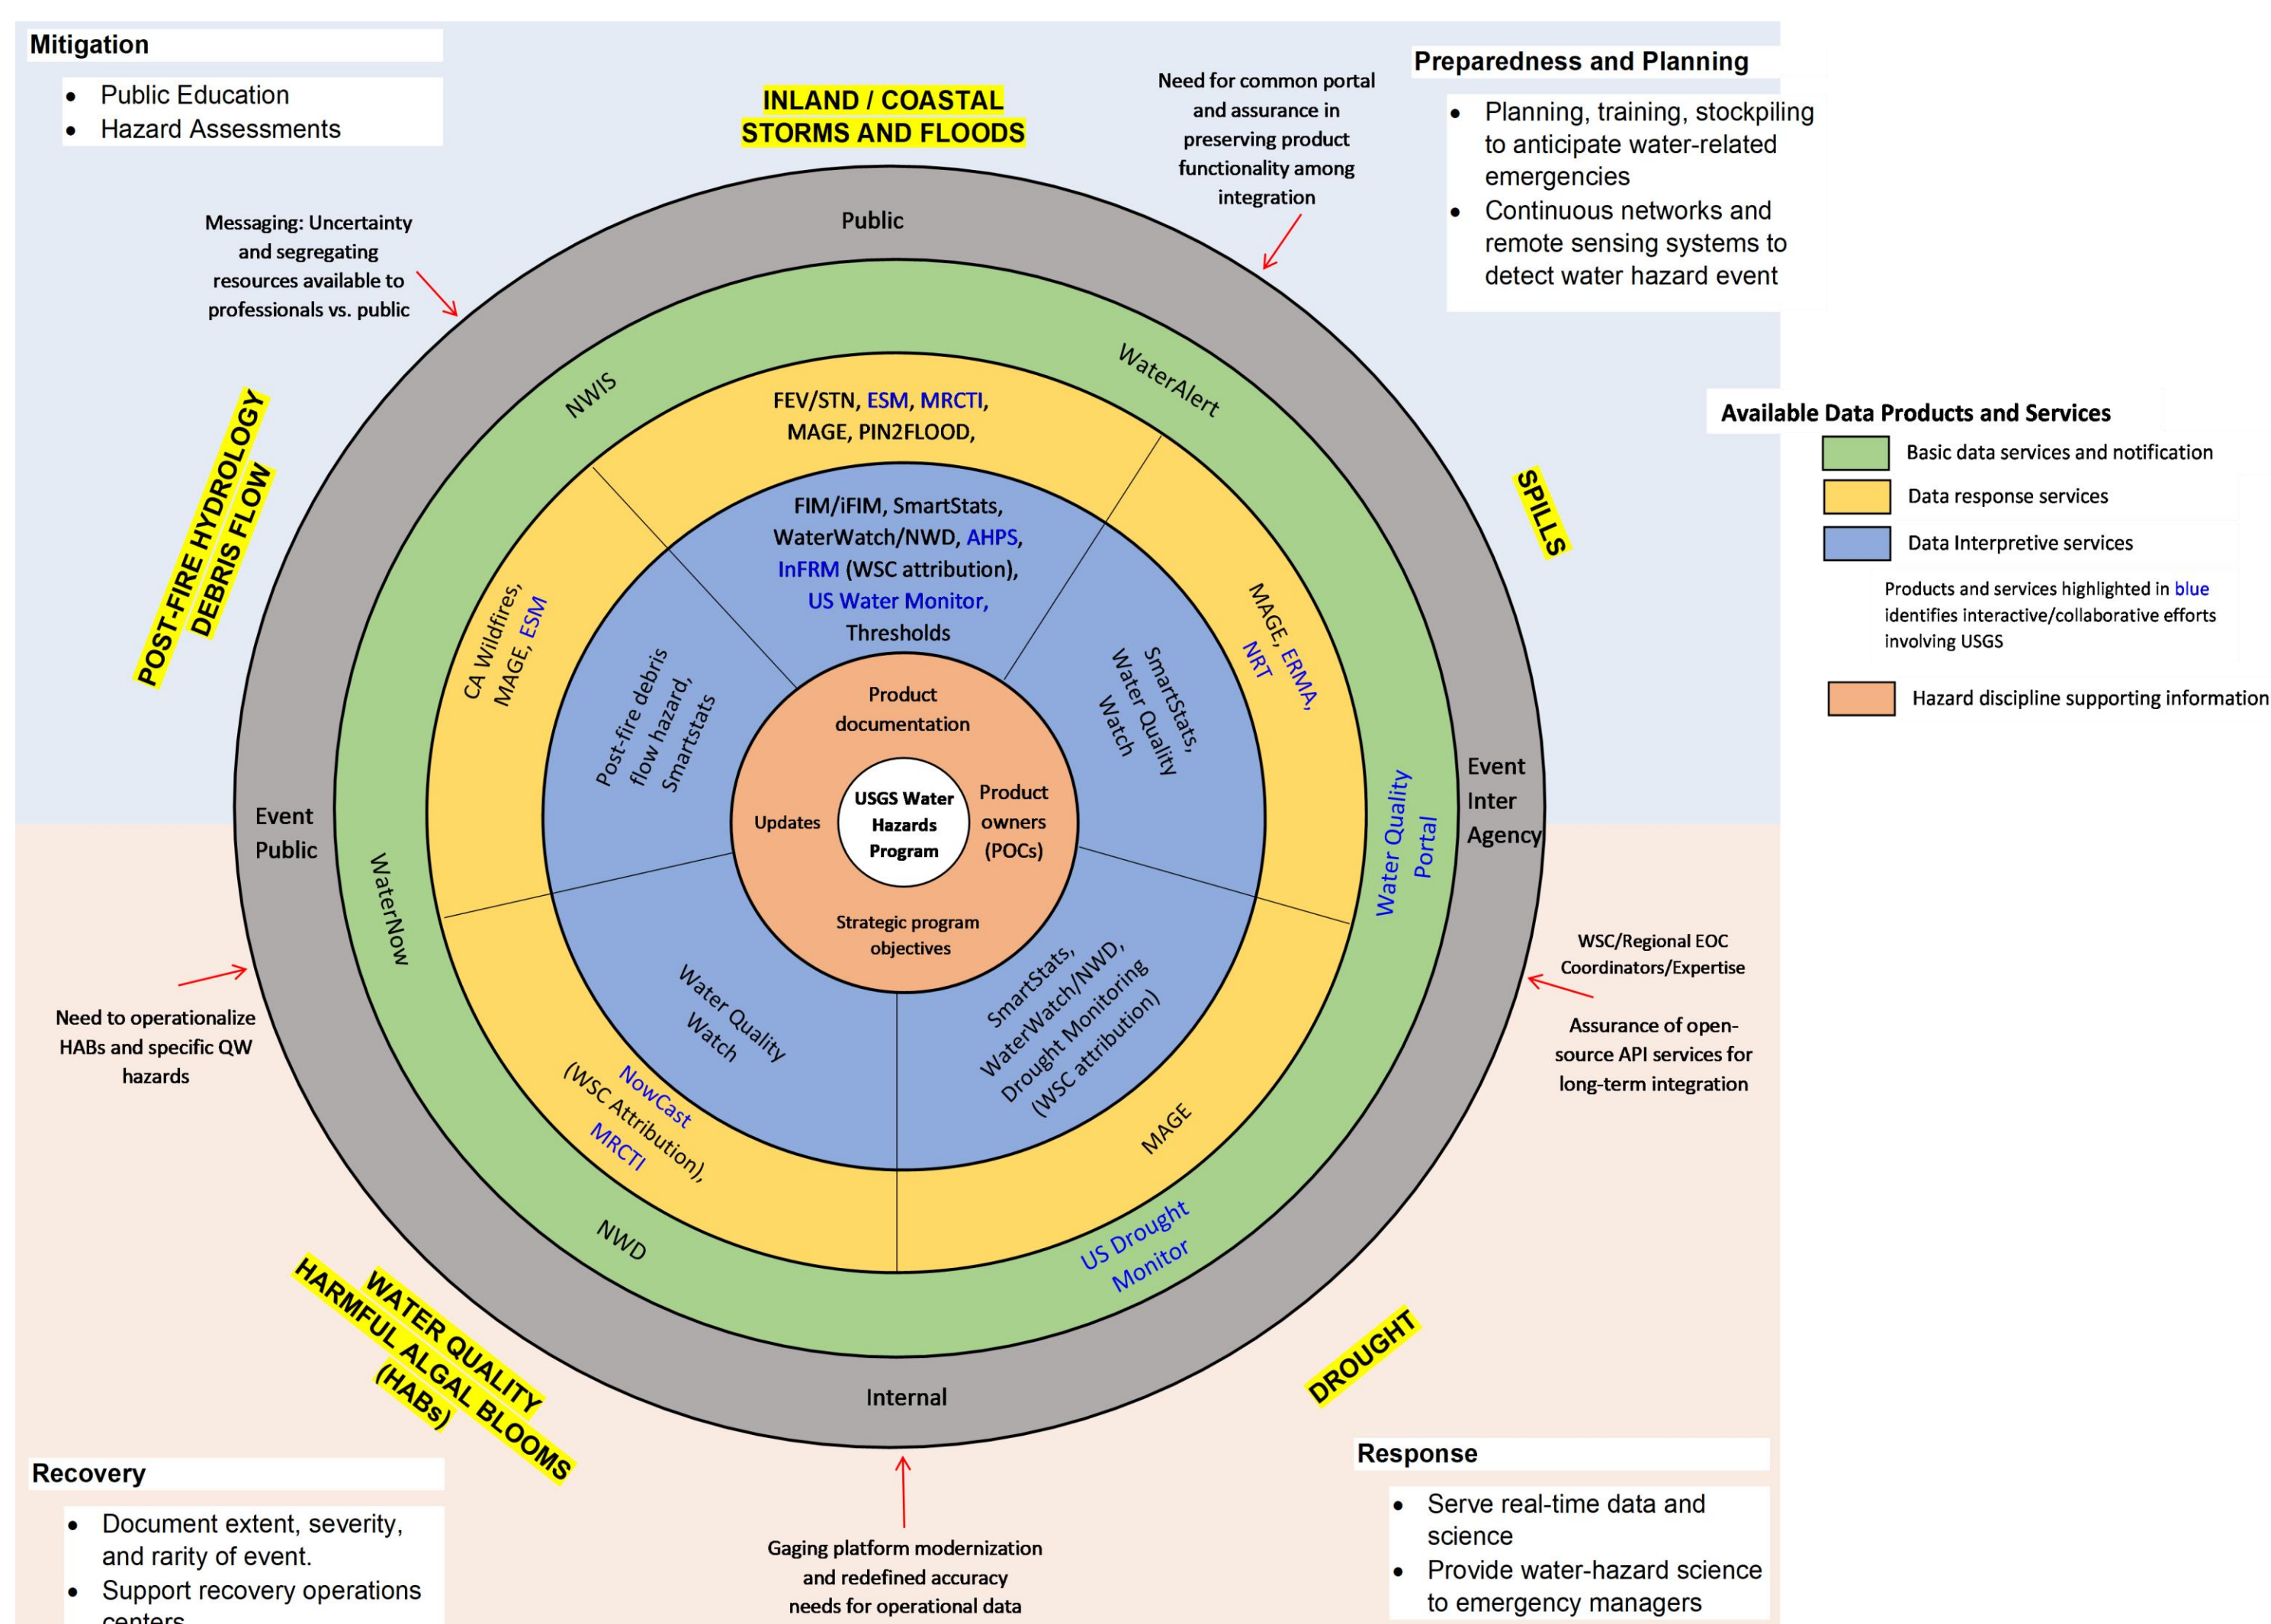 Mitigation
• Public Education
• Hazard Assessments
INLAND / COASTAL
STORMS AND FLOODS
Need for common portal
and assurance in
preserving product
functionality among
integration
Preparedness and Planning
• Planning, training, stockpiling
to anticipate water-related
emergencies
• Continuous networks and
remote sensing systems to
detect water hazard event
Messaging: Uncertainty
and segregating
resources available to
professionals vs. public
POST-FIRE HYDROLOGY
DEBRIS FLOW
SPILLS
Public
NWIS
WaterAlert
FEV/STN, ESM, MRCTI,
MAGE, PIN2FLOOD,
FIM/iFIM, SmartStats,
WaterWatch/NWD, AHPS,
InFRM (WSC attribution),
US Water Monitor,
Thresholds
CA Wildfires,
MAGE, ESM
Post-fire debris
flow hazard,
Smartstats
SmartStats,
Water Quality
Watch
MAGE, ERMA,
NRT
Product
documentation
Updates
USGS Water
Hazards
Program
Product
owners
(POCs)
Strategic program
objectives
Event
Public
WaterNow
Water Quality
Portal
Event
Inter
Agency
Water Quality
Watch
SmartStats,
WaterWatch/NWD,
Drought Monitoring
(WSC attribution)
NowCast
(WSC Attribution),
MRCTI
MAGE
NWD
US Drought
Monitor
Internal
Available Data Products and Services
Basic data services and notification
Data response services
Data Interpretive services
Products and services highlighted in blue
identifies interactive/collaborative efforts
involving USGS
Hazard discipline supporting information
WSC/Regional EOC
Coordinators/Expertise
Assurance of open-
source API services for
long-term integration
Need to operationalize
HABs and specific QW
hazards
WATER QUALITY
HARMFUL ALGAL BLOOMS
(HABs)
DROUGHT
Recovery
• Document extent, severity,
and rarity of event.
• Support recovery operations
centers
Gaging platform modernization
and redefined accuracy
needs for operational data
Response
• Serve real-time data and
science
• Provide water-hazard science
to emergency managers